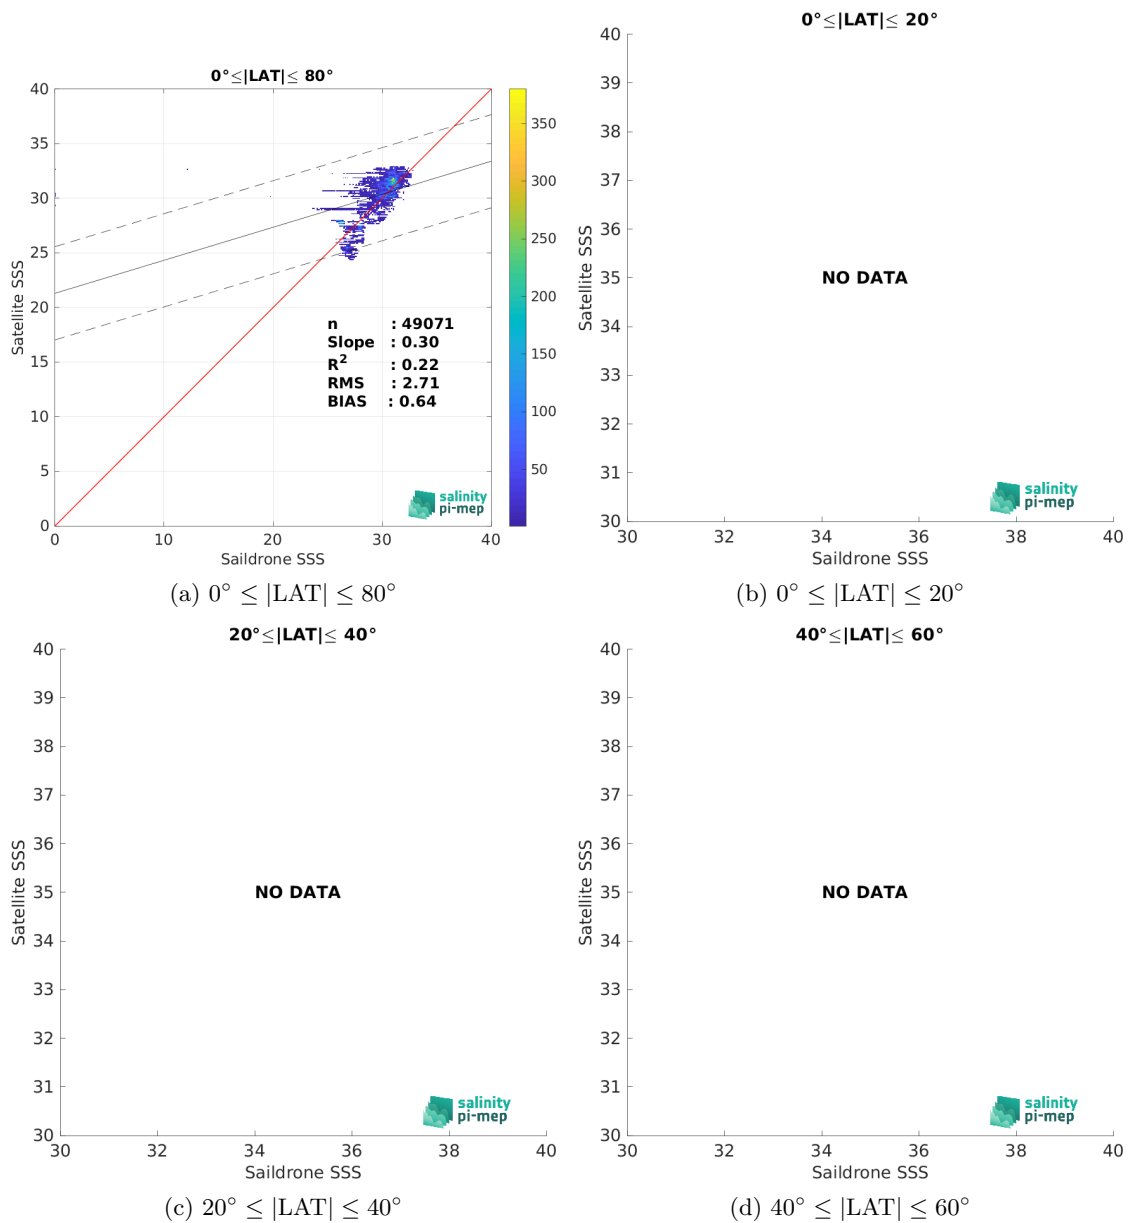 0°≤|LAT|≤ 80°
40
35
30
25
20
15
10
5
0
0
10
20
30
40
Satellite SSS
Saildrone SSS
n : 49071
Slope : 0.30
R² : 0.22
RMS : 2.71
BIAS : 0.64
350
300
250
200
150
100
50
salinity
pi-mep
(a) 0° ≤ |LAT| ≤ 80°
0°≤|LAT|≤ 20°
40
39
38
37
36
35
34
33
32
31
30
30
32
34
36
38
40
Satellite SSS
Saildrone SSS
NO DATA
salinity
pi-mep
(b) 0° ≤ |LAT| ≤ 20°
20°≤|LAT|≤ 40°
40
39
38
37
36
35
34
33
32
31
30
30
32
34
36
38
40
Satellite SSS
Saildrone SSS
NO DATA
salinity
pi-mep
(c) 20° ≤ |LAT| ≤ 40°
40°≤|LAT|≤ 60°
40
39
38
37
36
35
34
33
32
31
30
30
32
34
36
38
40
Satellite SSS
Saildrone SSS
NO DATA
salinity
pi-mep
(d) 40° ≤ |LAT| ≤ 60°